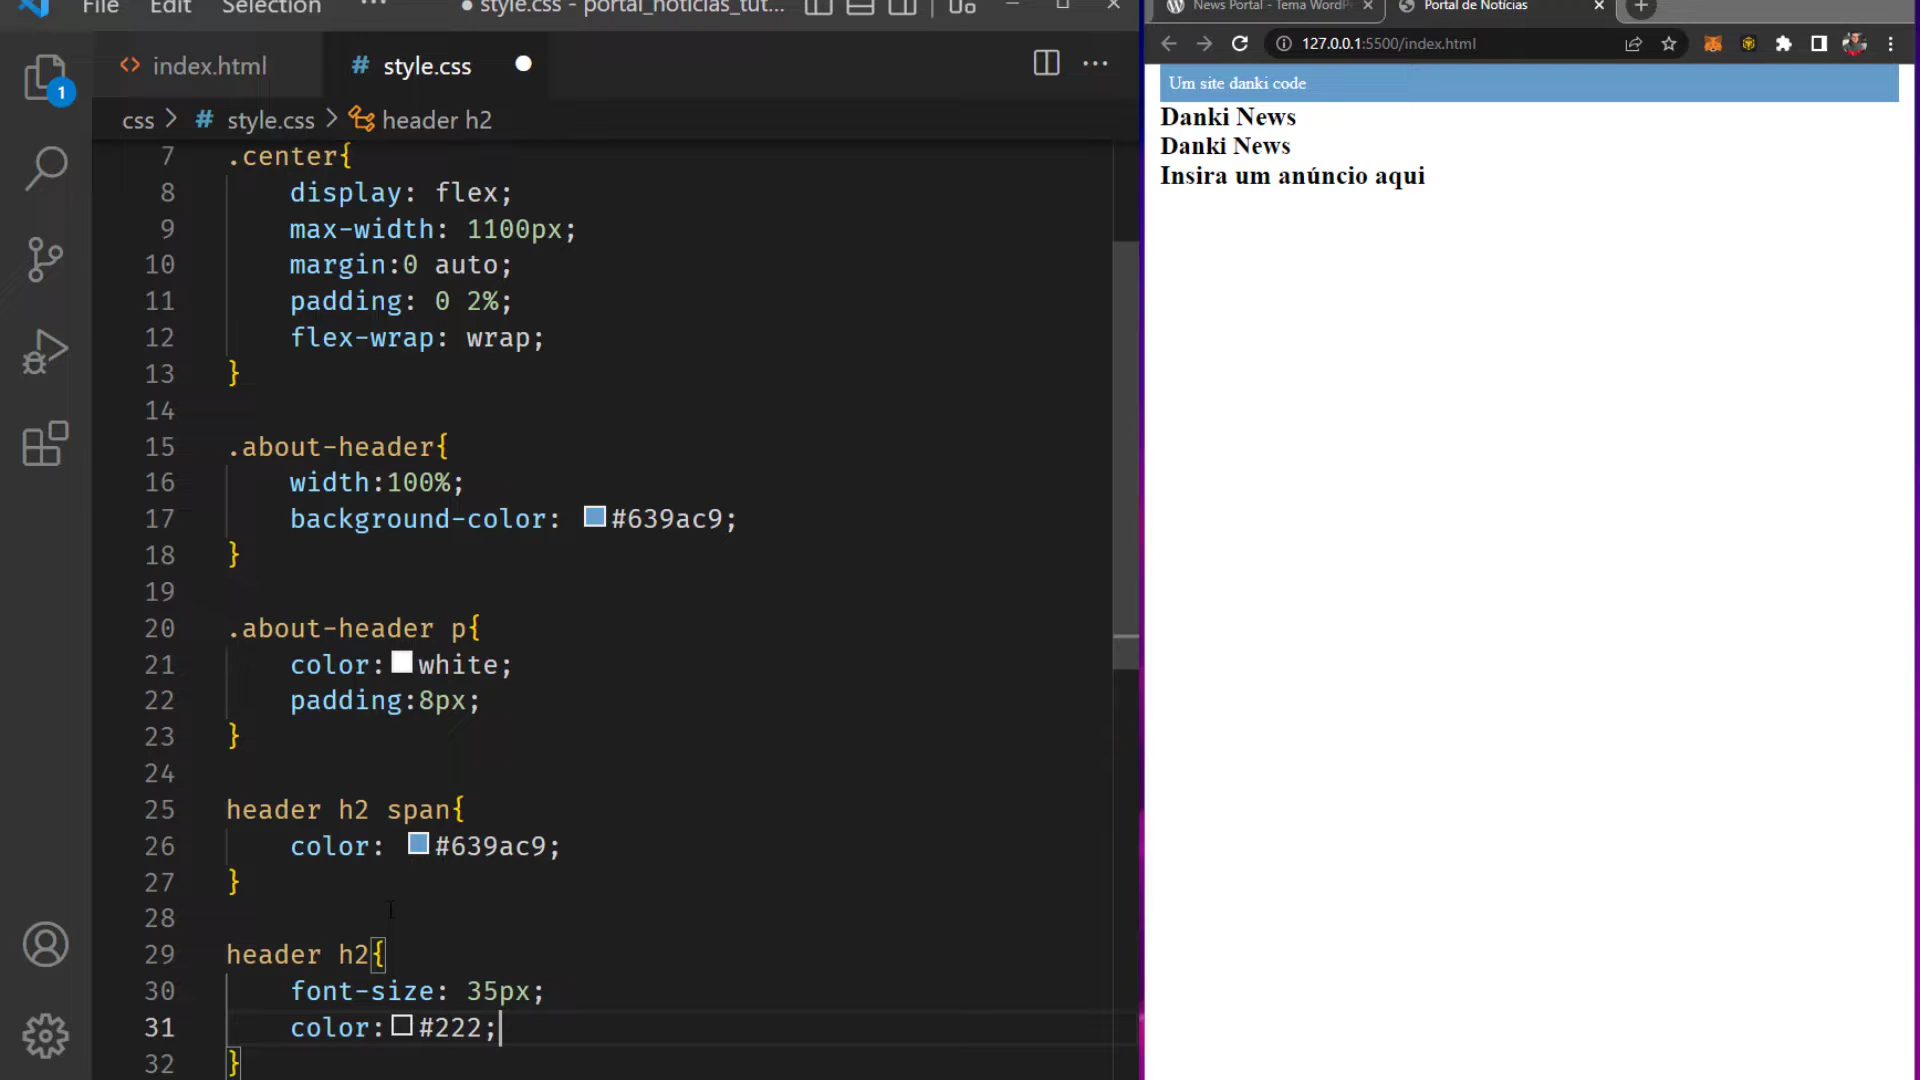 File Edit Selection ···
● style.css - portal_noticias_tut...
index.html
# style.css
1
css > # style.css > header h2
7 .center{
8 display: flex;
9 max-width: 1100px;
10 margin:0 auto;
11 padding: 0 2%;
12 flex-wrap: wrap;
13 }
14
15 .about-header{
16 width:100%;
17 background-color: #639ac9;
18 }
19
20 .about-header p{
21 color:white;
22 padding:8px;
23 }
24
25 header h2 span{
26 color: #639ac9;
27 }
28
29 header h2{
30 font-size: 35px;
31 color:#222;
32 }
News Portal - Tema WordP
Portal de Notícias
127.0.0.1:5500/index.html
Um site danki code
Danki News
Danki News
Insira um anúncio aqui